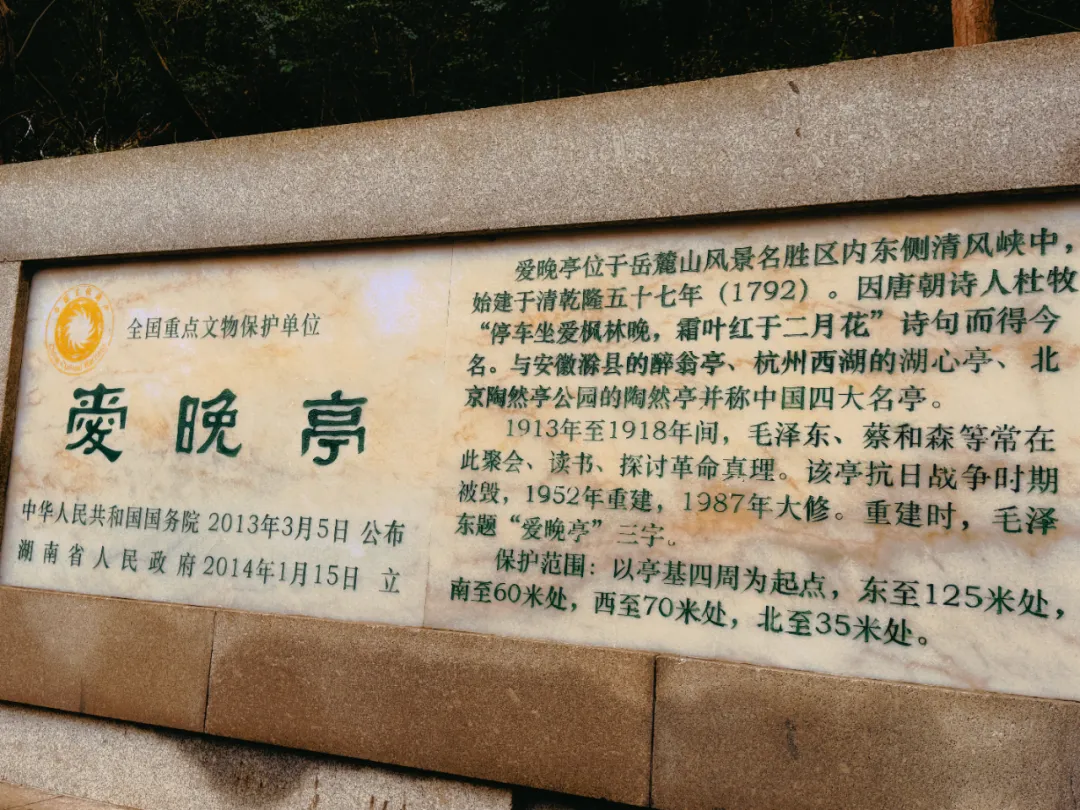 全国重点文物保护单位
愛晚亭
中华人民共和国国务院 2013年3月5日 公布
湖南省人民政府 2014年1月15日 立
爱晚亭位于岳麓山风景名胜区内东侧清风峡中，
始建于清乾隆五十七年（1792）。因唐朝诗人杜牧
“停车坐爱枫林晚，霜叶红于二月花”诗句而得今
名。与安徽滁县的醉翁亭、杭州西湖的湖心亭、北
京陶然亭公园的陶然亭并称中国四大名亭。
1913年至1918年间，毛泽东、蔡和森等常在
此聚会、读书、探讨革命真理。该亭抗日战争时期
被毁，1952年重建，1987年大修。重建时，毛泽
东题“爱晚亭”三字。
保护范围：以亭基四周为起点，东至125米处，
南至60米处，西至70米处，北至35米处。